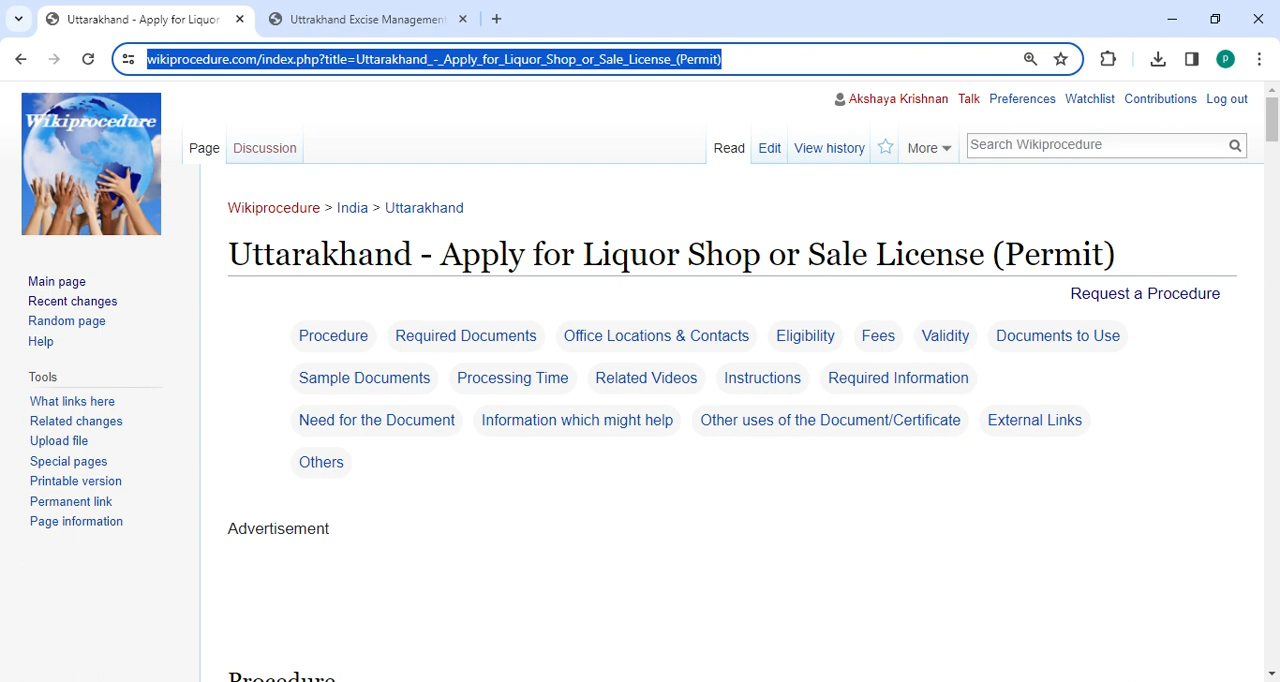 Uttarakhand - Apply for Liquor
Uttrakhand Excise Management
wikiprocedure.com/index.php?title=Uttarakhand_-_Apply_for_Liquor_Shop_or_Sale_License_(Permit)
P
Wikiprocedure
Akshaya Krishnan Talk Preferences Watchlist Contributions Log out
Page Discussion Read Edit View history More Search Wikiprocedure
Wikiprocedure > India > Uttarakhand
Uttarakhand - Apply for Liquor Shop or Sale License (Permit)
Request a Procedure
Main page
Recent changes
Random page
Help
Tools
What links here
Related changes
Upload file
Special pages
Printable version
Permanent link
Page information
Procedure Required Documents Office Locations & Contacts Eligibility Fees Validity Documents to Use
Sample Documents Processing Time Related Videos Instructions Required Information
Need for the Document Information which might help Other uses of the Document/Certificate External Links
Others
Advertisement
Procedure